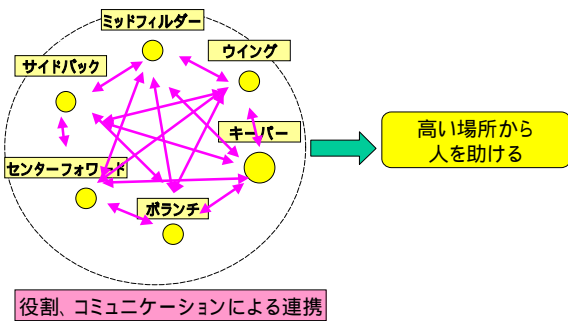 ミッドフィルダー
ウイング
サイドバック
キーパー
センターフォワード
ボランチ
高い場所から
人を助ける
役割、コミュニケーションによる連携